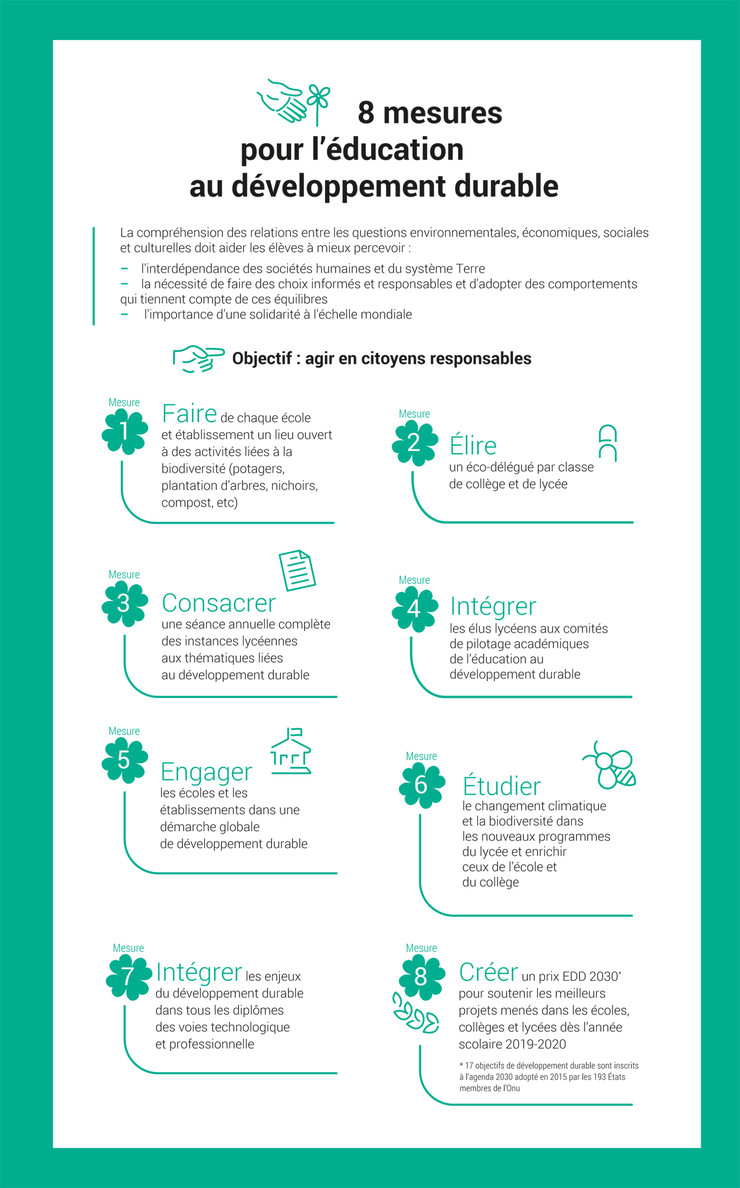 8 mesures
pour l'éducation
au développement durable
La compréhension des relations entre les questions environnementales, économiques, sociales
et culturelles doit aider les élèves à mieux percevoir :
– l'interdépendance des sociétés humaines et du système Terre
– la nécessité de faire des choix informés et responsables et d'adopter des comportements
qui tiennent compte de ces équilibres
– l'importance d'une solidarité à l'échelle mondiale
Objectif : agir en citoyens responsables
Mesure
1
Faire de chaque école
et établissement un lieu ouvert
à des activités liées à la
biodiversité (potagers,
plantation d'arbres, nichoirs,
compost, etc)
Mesure
2
Élire
un éco-délégué par classe
de collège et de lycée
Mesure
3
Consacrer
une séance annuelle complète
des instances lycéennes
aux thématiques liées
au développement durable
Mesure
4
Intégrer
les élus lycéens aux comités
de pilotage académiques
de l'éducation au
développement durable
Mesure
5
Engager
les écoles et les
établissements dans une
démarche globale
de développement durable
Mesure
6
Étudier
le changement climatique
et la biodiversité dans
les nouveaux programmes
du lycée et enrichir
ceux de l'école et
du collège
Mesure
7
Intégrer les enjeux
du développement durable
dans tous les diplômes
des voies technologique
et professionnelle
Mesure
8
Créer un prix EDD 2030*
pour soutenir les meilleurs
projets menés dans les écoles,
collèges et lycées dès l'année
scolaire 2019-2020
* 17 objectifs de développement durable sont inscrits
à l'agenda 2030 adopté en 2015 par les 193 États
membres de l'Onu